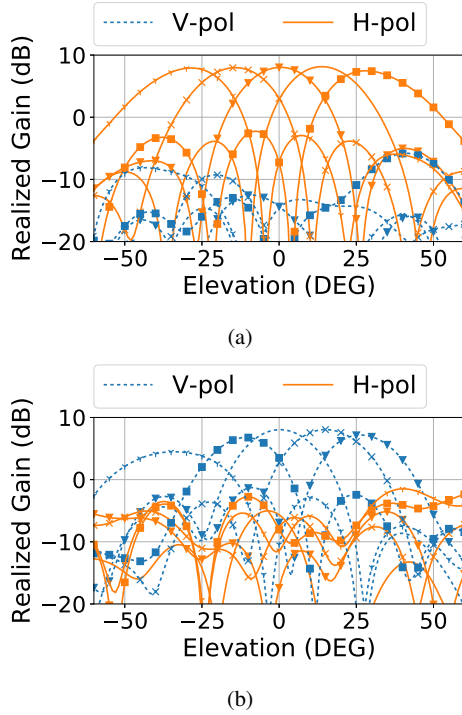 V-pol H-pol
10
0
−10
−20
Realized Gain (dB)
−50 −25 0 25 50
Elevation (DEG)
(a)
V-pol H-pol
10
0
−10
−20
Realized Gain (dB)
−50 −25 0 25 50
Elevation (DEG)
(b)